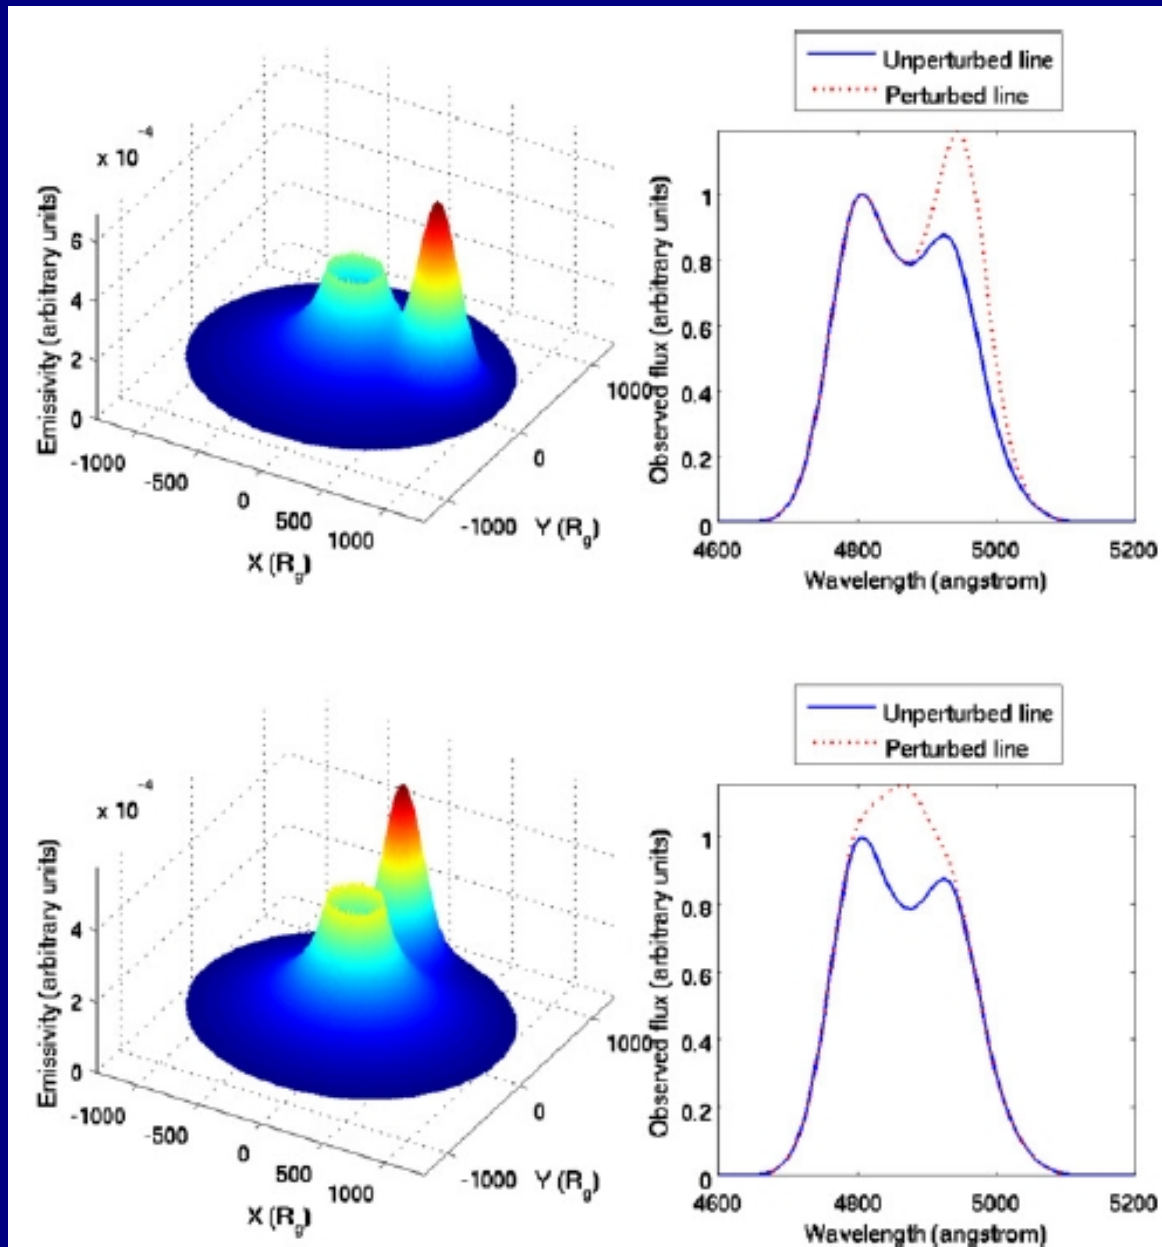 Unperturbed line
Perturbed line
x 10^-4
Emissivity (arbitrary units)
6
4
2
0
-1000
-500
0
500
1000
X (R_g)
-1000
0
1000
Y (R_g)
Observed flux (arbitrary units)
1
0.8
0.6
0.4
0.2
0
4600
4800
5000
5200
Wavelength (angstrom)
Unperturbed line
Perturbed line
x 10^-4
Emissivity (arbitrary units)
4
2
0
-1000
-500
0
500
1000
X (R_g)
-1000
0
1000
Y (R_g)
Observed flux (arbitrary units)
1
0.8
0.6
0.4
0.2
0
4600
4800
5000
5200
Wavelength (angstrom)